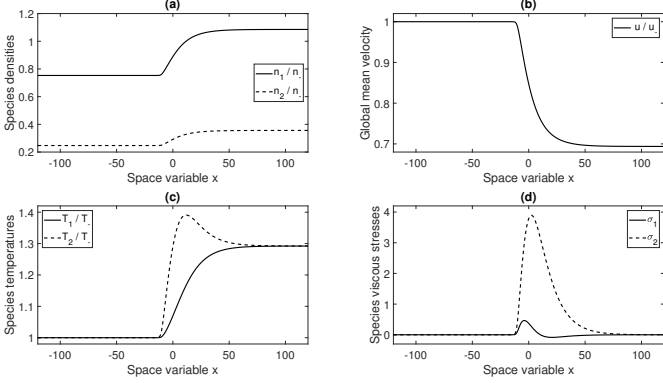 (a)
1.2
1
0.8
0.6
0.4
0.2
Species densities
n1 / n-
n2 / n-
-100 -50 0 50 100
Space variable x
(b)
1
0.9
0.8
0.7
Global mean velocity
u / u-
-100 -50 0 50 100
Space variable x
(c)
1.4
1.3
1.2
1.1
1
Species temperatures
T1 / T-
T2 / T-
-100 -50 0 50 100
Space variable x
(d)
4
3
2
1
0
Species viscous stresses
σ1
σ2
-100 -50 0 50 100
Space variable x